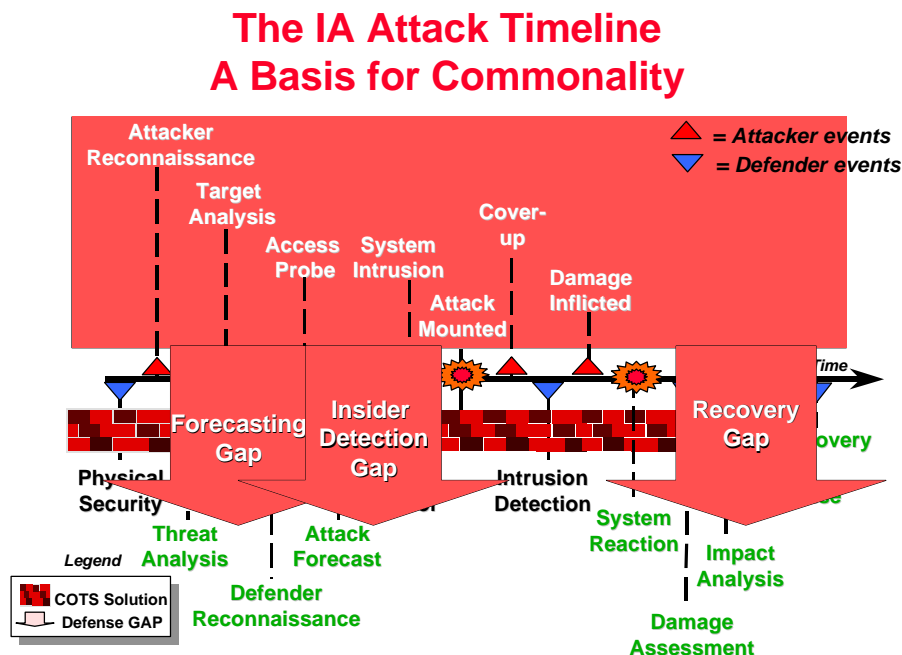 The IA Attack Timeline
A Basis for Commonality
Attacker
Reconnaissance
= Attacker events
= Defender events
Target
Analysis
Cover-
up
Access
Probe
System
Intrusion
Damage
Inflicted
Attack
Mounted
Time
Forecasting
Gap
Insider
Detection
Gap
Recovery
Gap
overy
Physical
Security
Intrusion
Detection
Threat
Analysis
Attack
Forecast
System
Reaction
Impact
Analysis
Defender
Reconnaissance
Damage
Assessment
Legend
COTS Solution
Defense GAP